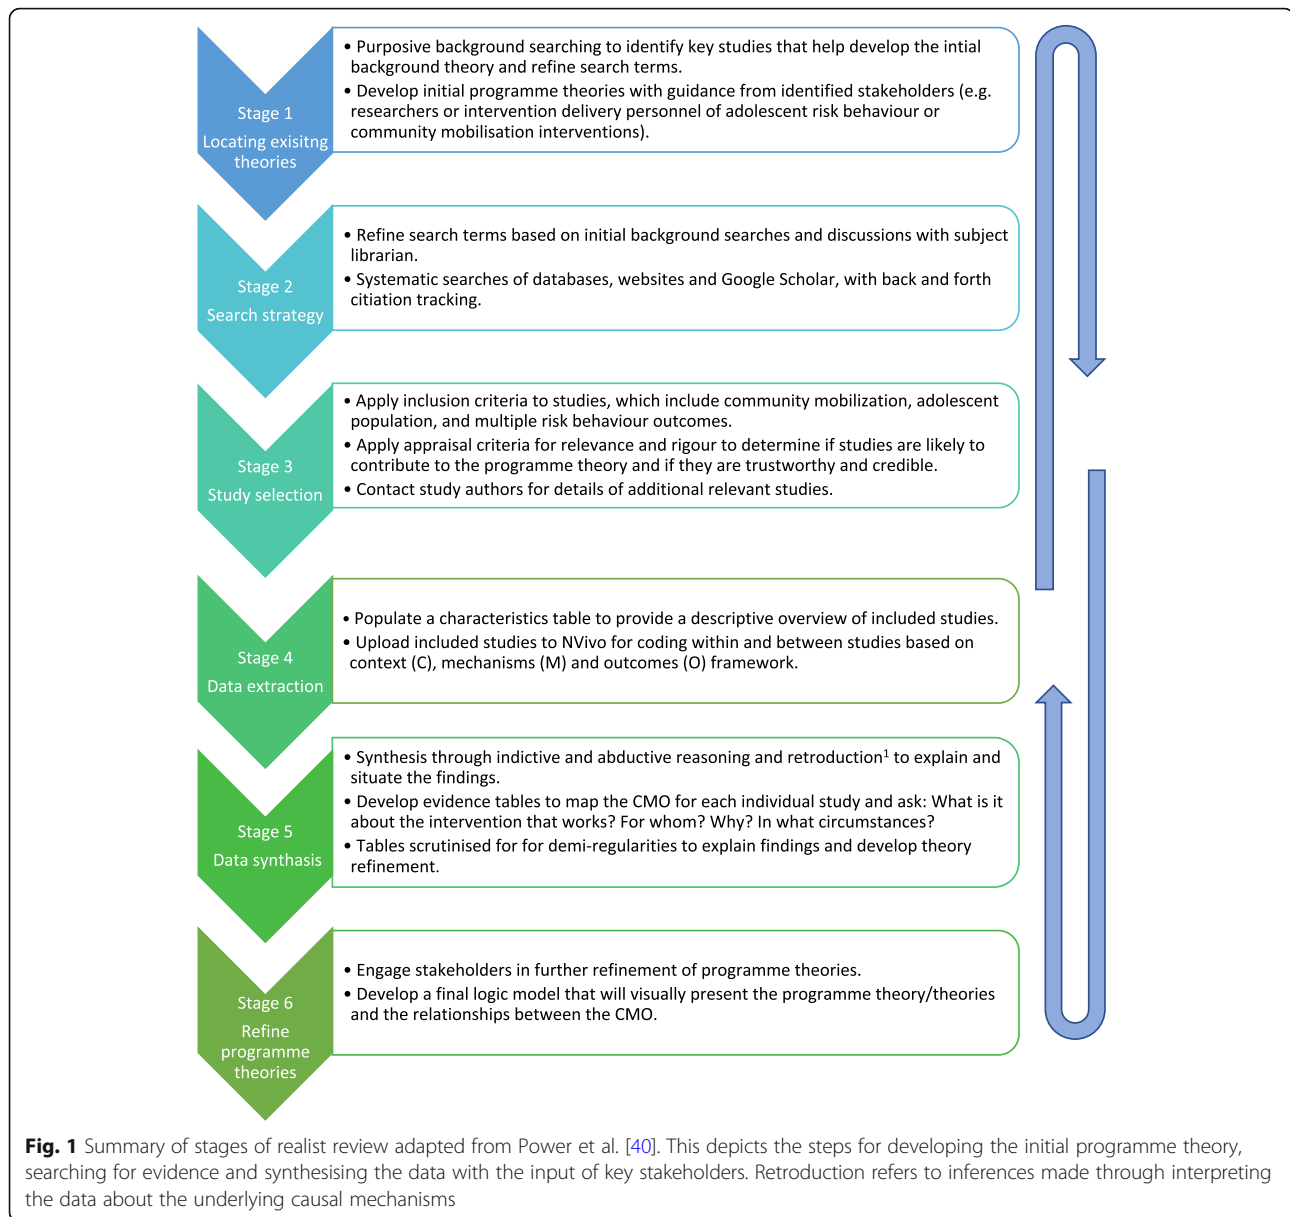 Stage 1
Locating exisitng
theories
• Purposive background searching to identify key studies that help develop the intial
background theory and refine search terms.
• Develop initial programme theories with guidance from identified stakeholders (e.g.
researchers or intervention delivery personnel of adolescent risk behaviour or
community mobilisation interventions).
Stage 2
Search strategy
• Refine search terms based on initial background searches and discussions with subject
librarian.
• Systematic searches of databases, websites and Google Scholar, with back and forth
citiation tracking.
Stage 3
Study selection
• Apply inclusion criteria to studies, which include community mobilization, adolescent
population, and multiple risk behaviour outcomes.
• Apply appraisal criteria for relevance and rigour to determine if studies are likely to
contribute to the programme theory and if they are trustworthy and credible.
• Contact study authors for details of additional relevant studies.
Stage 4
Data extraction
• Populate a characteristics table to provide a descriptive overview of included studies.
• Upload included studies to NVivo for coding within and between studies based on
context (C), mechanisms (M) and outcomes (O) framework.
Stage 5
Data synthasis
• Synthesis through indictive and abductive reasoning and retroduction¹ to explain and
situate the findings.
• Develop evidence tables to map the CMO for each individual study and ask: What is it
about the intervention that works? For whom? Why? In what circumstances?
• Tables scrutinised for for demi-regularities to explain findings and develop theory
refinement.
Stage 6
Refine
programme
theories
• Engage stakeholders in further refinement of programme theories.
• Develop a final logic model that will visually present the programme theory/theories
and the relationships between the CMO.
Fig. 1 Summary of stages of realist review adapted from Power et al. [40]. This depicts the steps for developing the initial programme theory,
searching for evidence and synthesising the data with the input of key stakeholders. Retroduction refers to inferences made through interpreting
the data about the underlying causal mechanisms